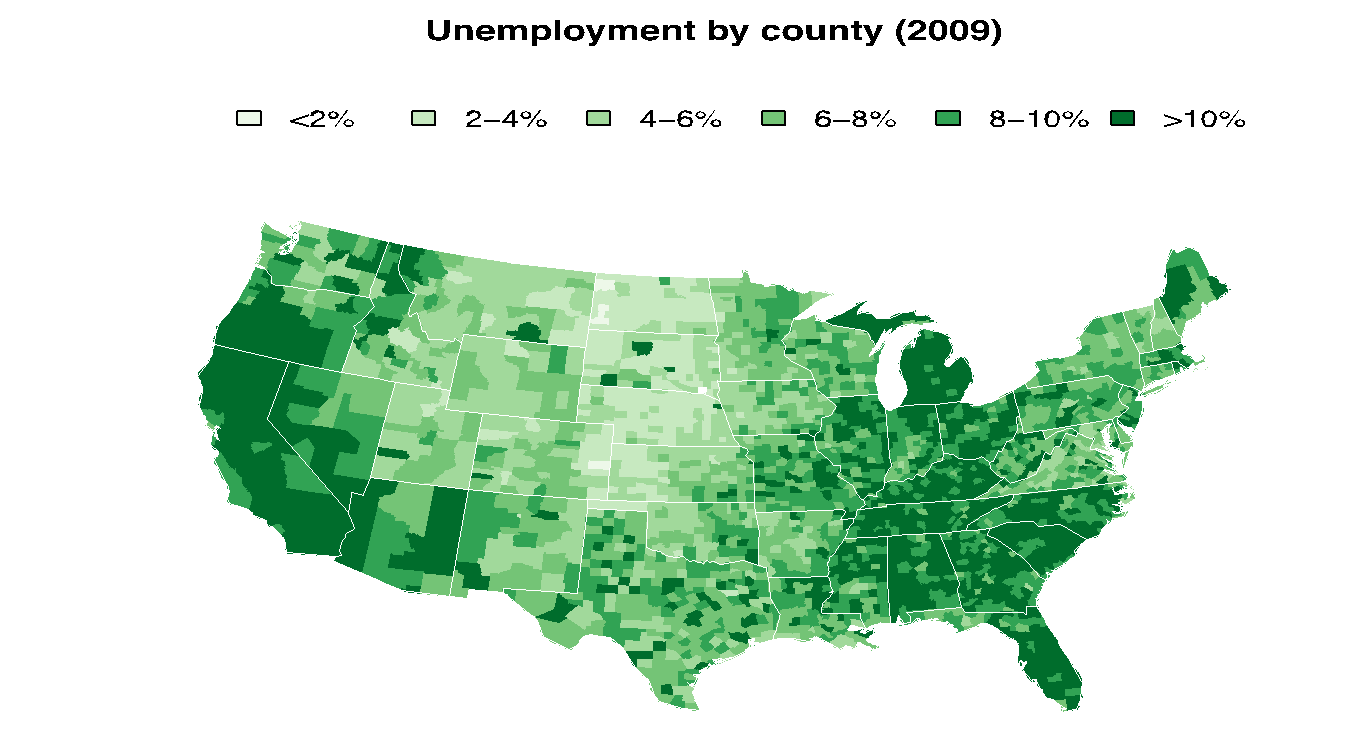 Unemployment by county (2009)
<2% 2−4% 4−6% 6−8% 8−10% >10%